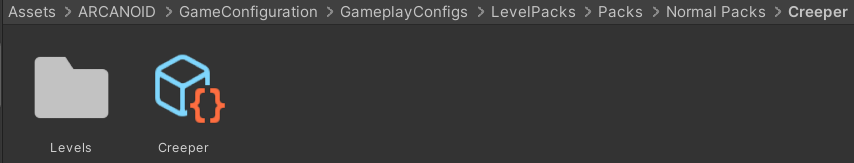 Assets > ARCANOID > GameConfiguration > GameplayConfigs > LevelPacks > Packs > Normal Packs > Creeper
{}
Levels Creeper